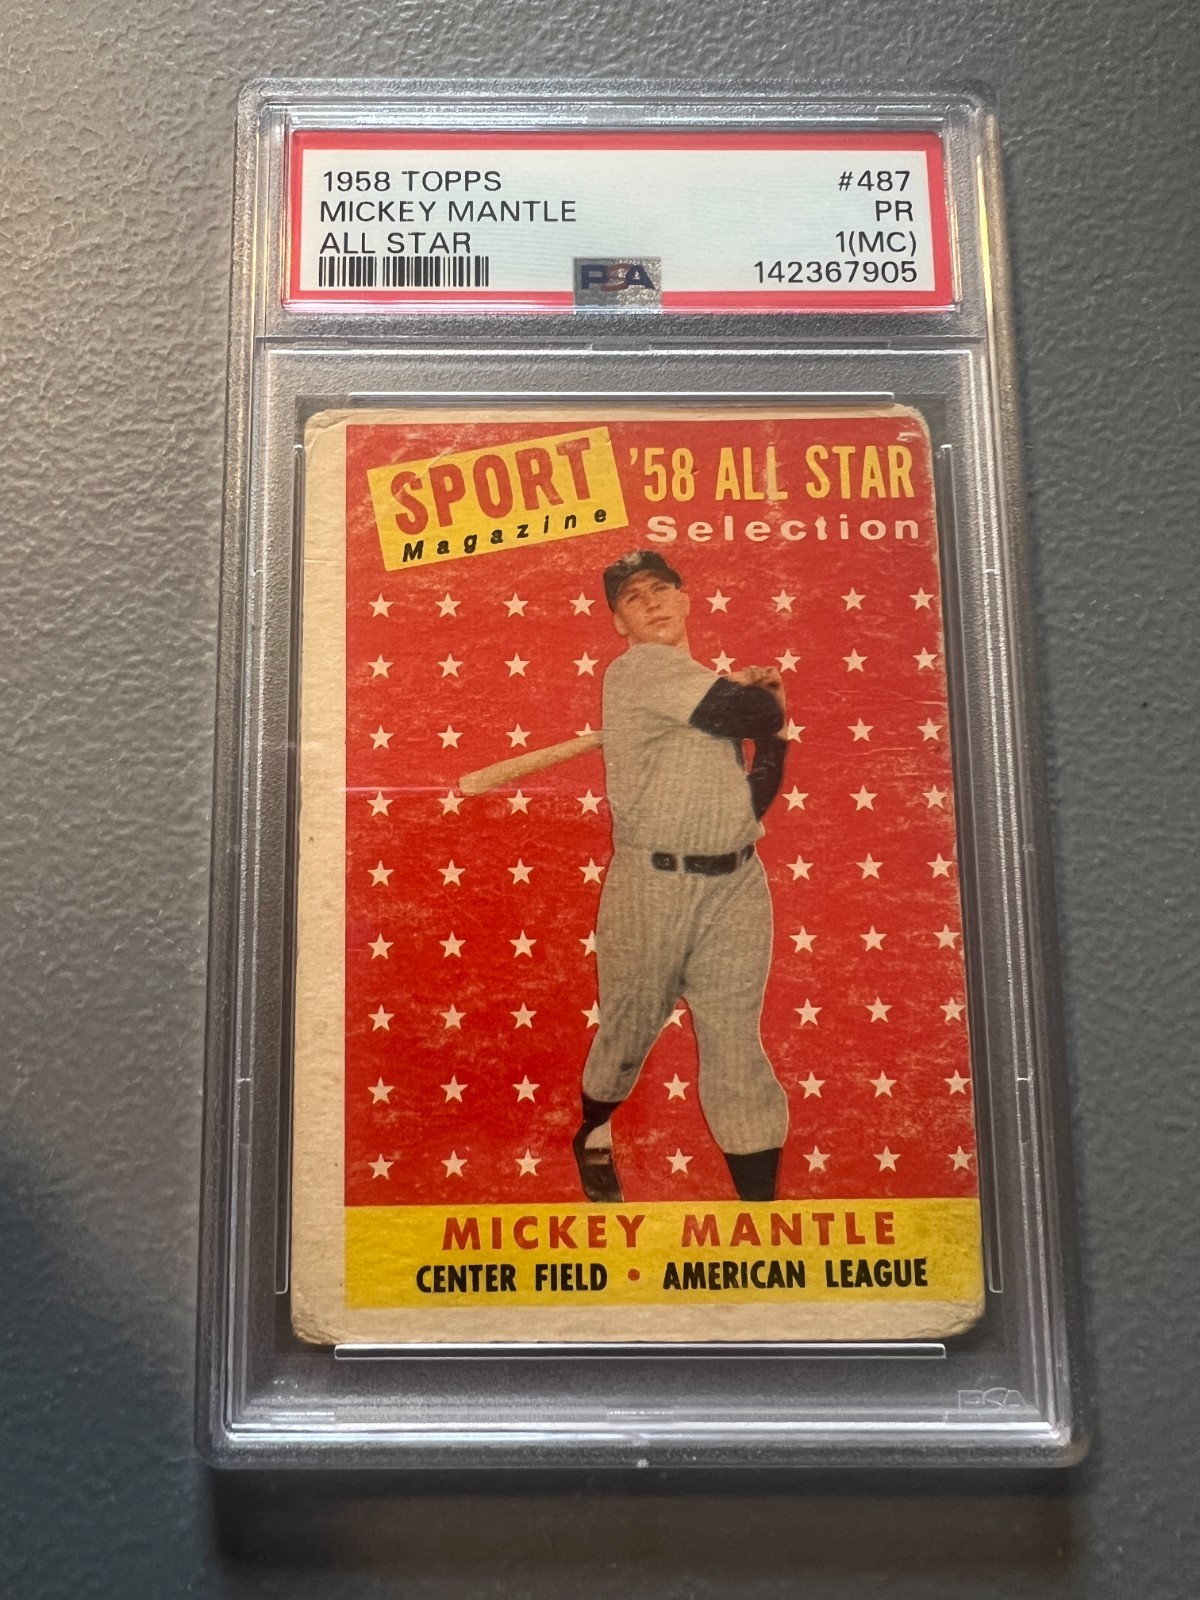 1958 TOPPS #487
MICKEY MANTLE PR
ALL STAR 1(MC)
PSA 142367905
SPORT '58 ALL STAR
Magazine Selection
MICKEY MANTLE
CENTER FIELD • AMERICAN LEAGUE
PSA